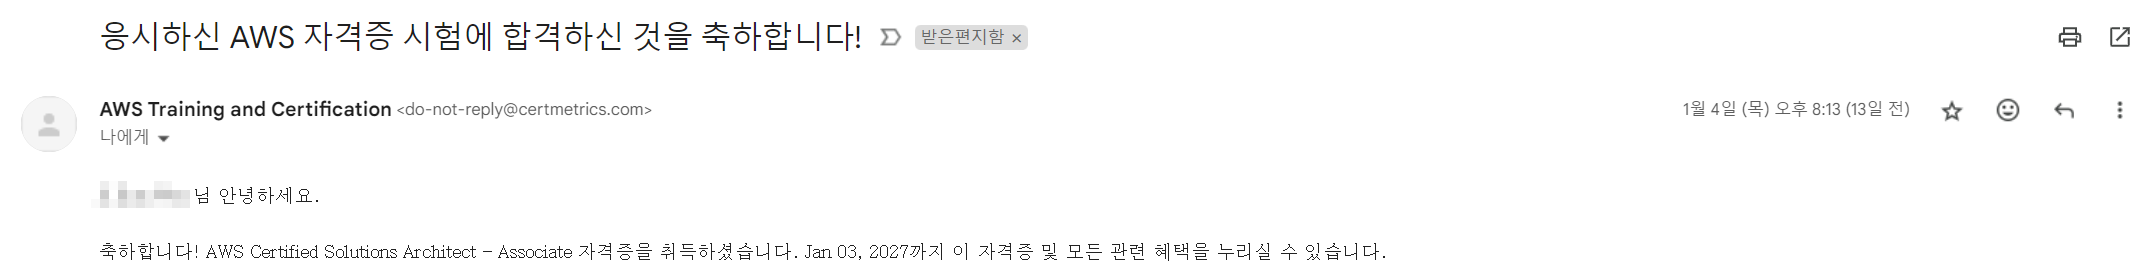 응시하신 AWS 자격증 시험에 합격하신 것을 축하합니다! 받은편지함 ×
AWS Training and Certification <do-not-reply@certmetrics.com> 1월 4일 (목) 오후 8:13 (13일 전)
나에게
님 안녕하세요.
축하합니다! AWS Certified Solutions Architect – Associate 자격증을 취득하셨습니다. Jan 03, 2027까지 이 자격증 및 모든 관련 혜택을 누리실 수 있습니다.